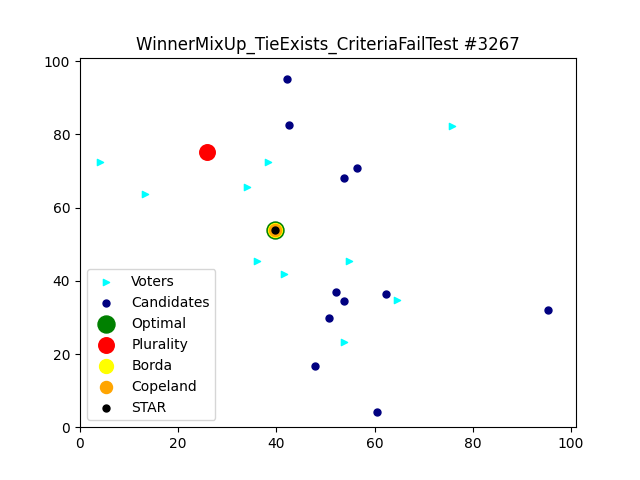 WinnerMixUp_TieExists_CriteriaFailTest #3267
100
80
60
40
20
0
Voters
Candidates
Optimal
Plurality
Borda
Copeland
STAR
0 20 40 60 80 100